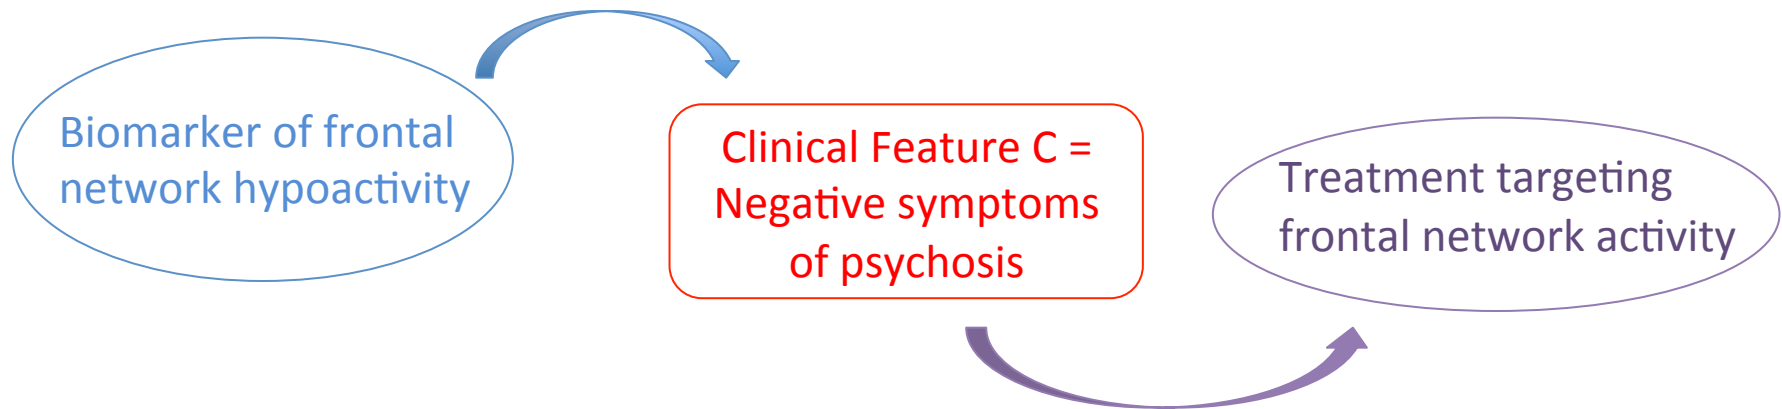 Biomarker of frontal
network hypoactivity
Clinical Feature C =
Negative symptoms
of psychosis
Treatment targeting
frontal network activity